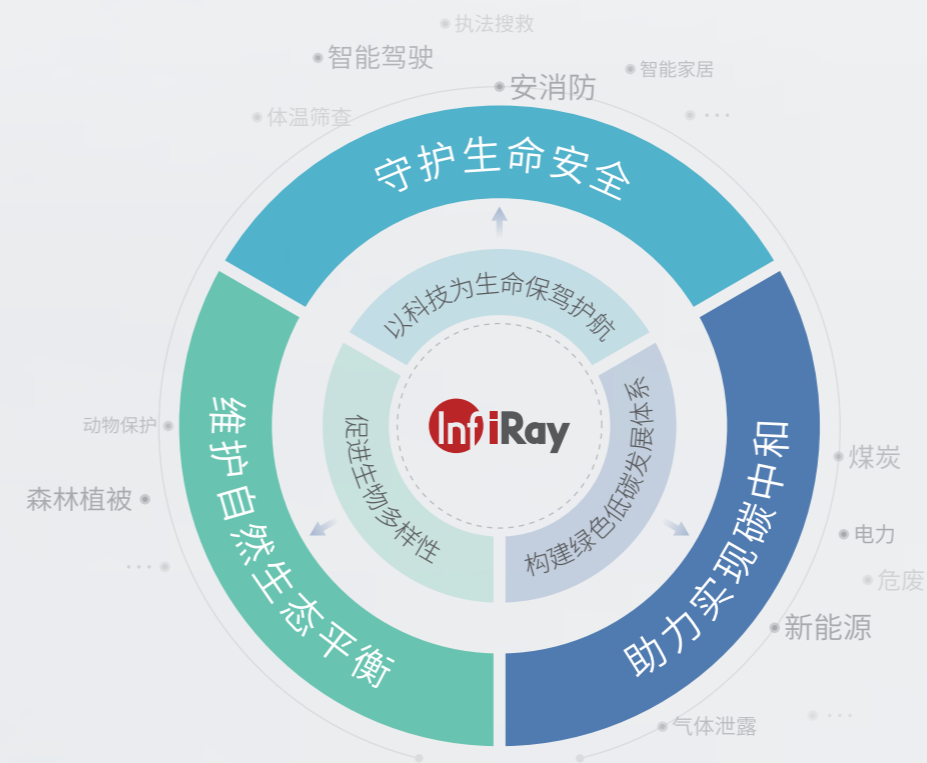 执法搜救
智能驾驶
智能家居
安消防
体温筛查
...
守护生命安全
以科技为生命保驾护航
InfiRay
促进生物多样性
构建绿色低碳发展体系
维护自然生态平衡
助力实现碳中和
动物保护
森林植被
...
煤炭
电力
危废
新能源
气体泄露
...